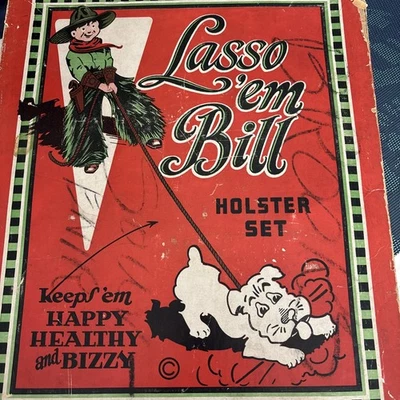 Lasso
'em
Bill
HOLSTER
SET
Keeps 'em
HAPPY
HEALTHY
and BIZZY
©